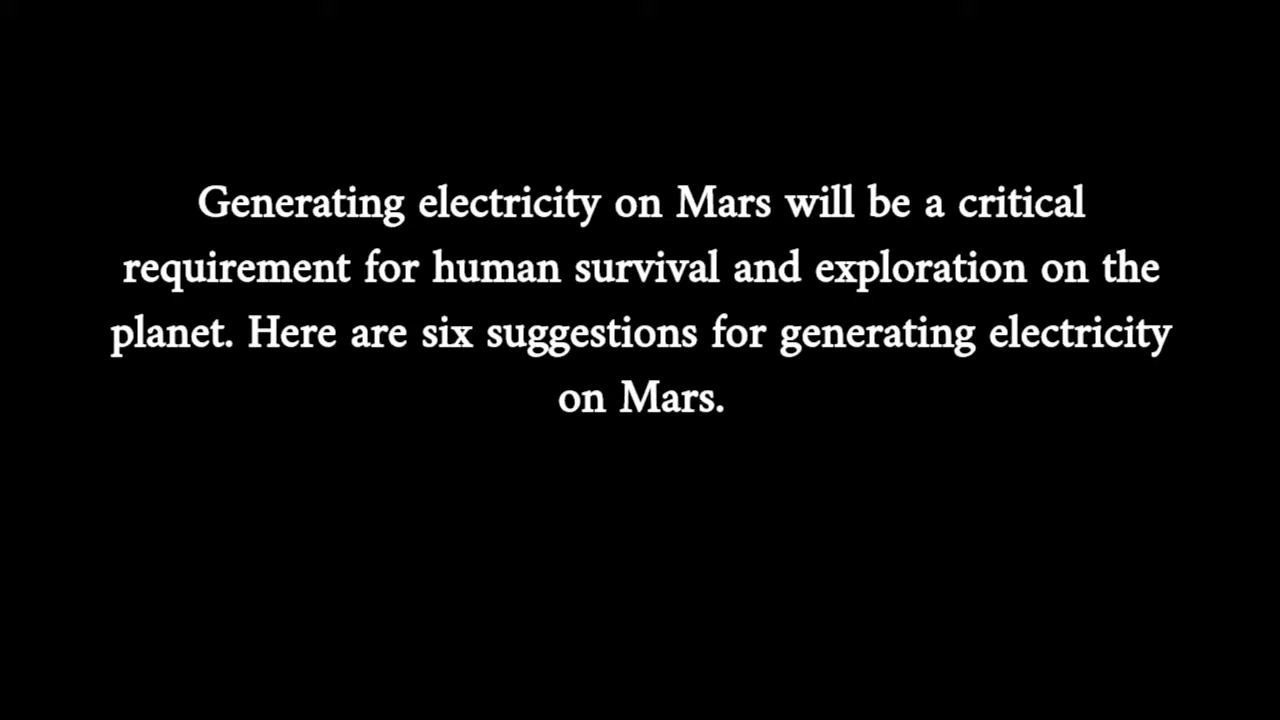 Generating electricity on Mars will be a critical
requirement for human survival and exploration on the
planet. Here are six suggestions for generating electricity
on Mars.